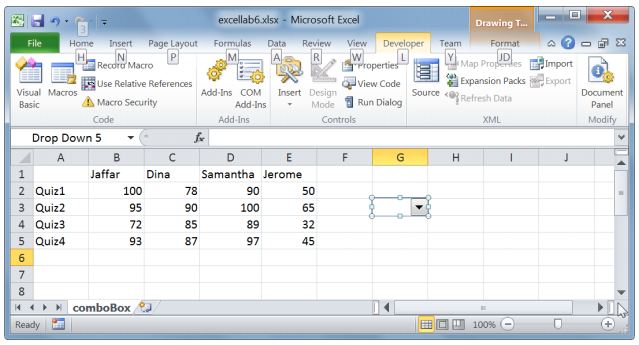 excellab6.xlsx - Microsoft Excel
Drawing T...
3
File Home Insert Page Layout Formulas Data Review View Developer Team Format
H N P M A R W L Y JD
Visual Basic
Macros
Record Macro
Use Relative References
Macro Security
Code
Add-Ins
COM Add-Ins
Add-Ins
Insert
Design Mode
Properties
View Code
Run Dialog
Controls
Source
Map Properties
Expansion Packs
Refresh Data
Import
Export
XML
Document Panel
Modify
Drop Down 5 fx
A B C D E F G H I J
1 Jaffar Dina Samantha Jerome
2 Quiz1 100 78 90 50
3 Quiz2 95 90 100 65
4 Quiz3 72 85 89 32
5 Quiz4 93 87 97 45
6
7
8
comboBox
Ready 100%